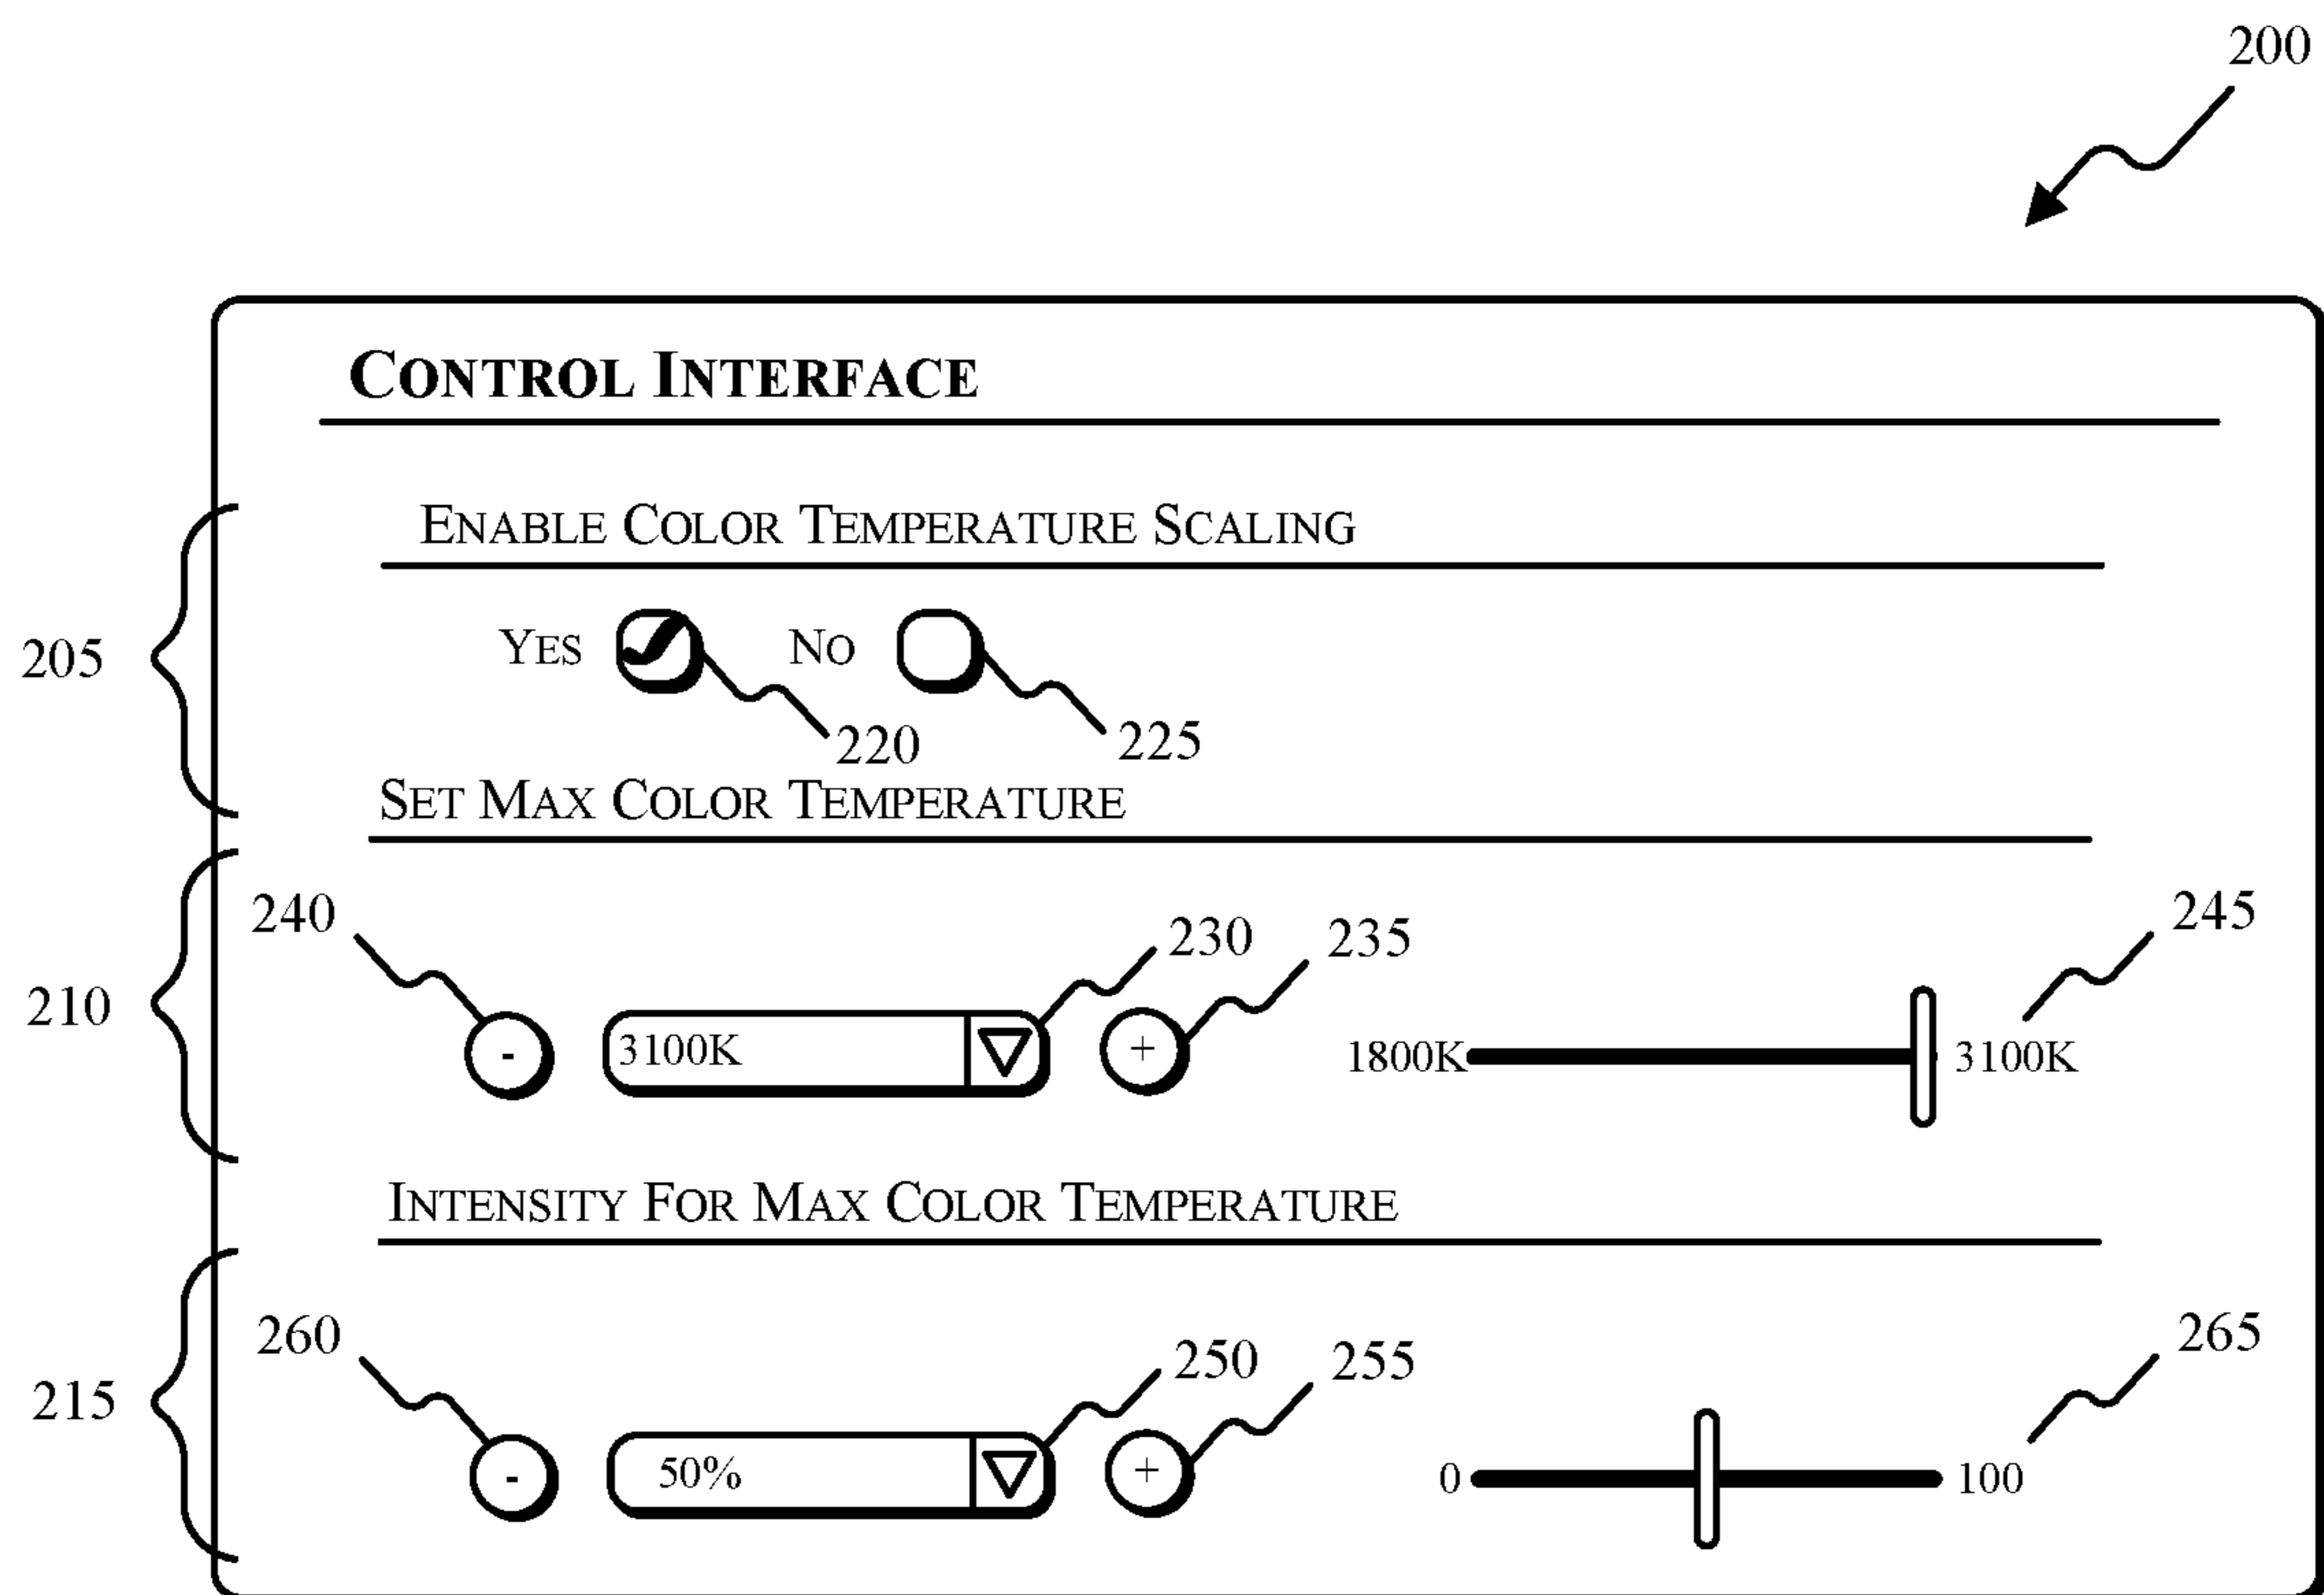 200
CONTROL INTERFACE
ENABLE COLOR TEMPERATURE SCALING
205 YES NO
220 225
SET MAX COLOR TEMPERATURE
240 230 235 245
210 - 3100K + 1800K 3100K
INTENSITY FOR MAX COLOR TEMPERATURE
260 250 255 265
215 - 50% + 0 100